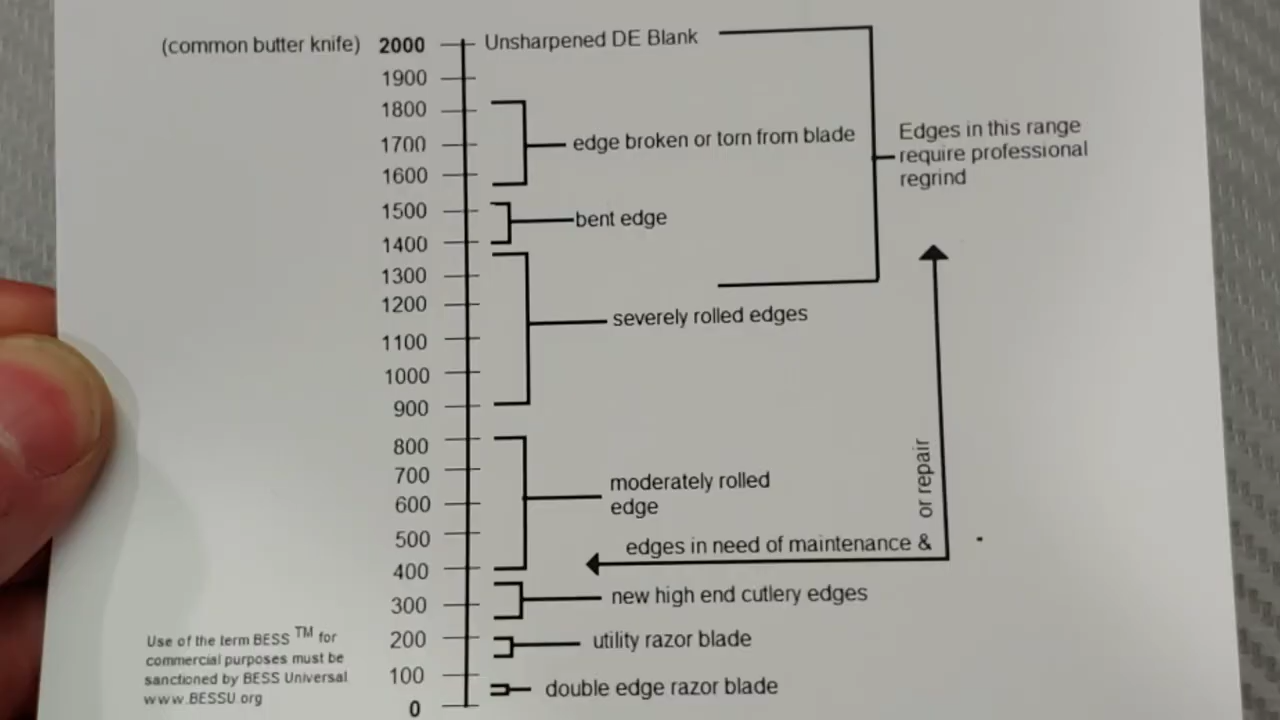 (common butter knife) 2000 Unsharpened DE Blank
1900
1800
edge broken or torn from blade
1700
1600
Edges in this range
require professional
regrind
1500
bent edge
1400
1300
1200
severely rolled edges
1100
1000
900
800
700
moderately rolled
edge
600
500
edges in need of maintenance & or repair
400
new high end cutlery edges
300
200 utility razor blade
100
double edge razor blade
0
Use of the term BESS TM for
commercial purposes must be
sanctioned by BESS Universal
www.BESSU.org